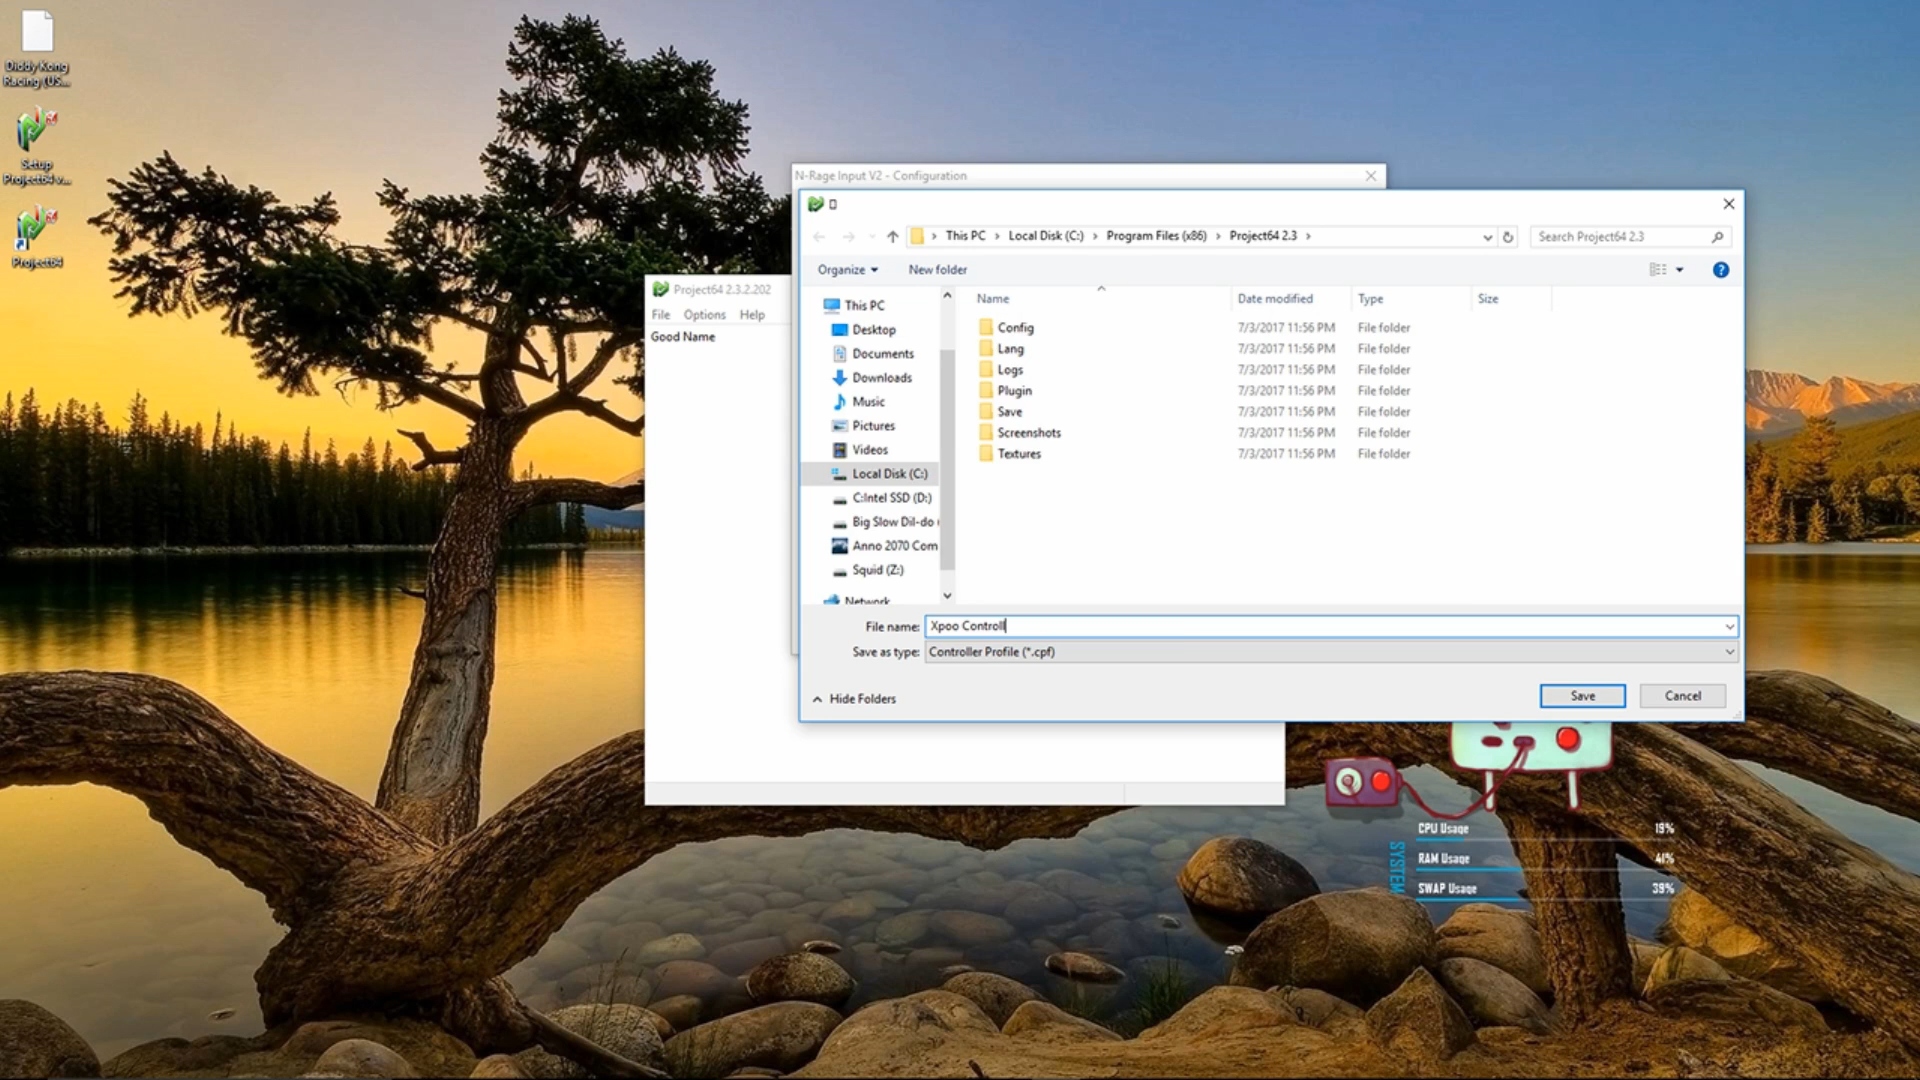 Diddy Kong
Racing (US...
Setup
Project64 v...
Project64
N-Rage Input V2 - Configuration
This PC
Local Disk (C:)
Program Files (x86)
Project64 2.3
Search Project64 2.3
Organize
New folder
Project64 2.3.2.202
File Options Help
Good Name
This PC
Desktop
Documents
Downloads
Music
Pictures
Videos
Local Disk (C:)
C:Intel SSD (D:)
Big Slow Dil-do
Anno 2070 Com
Squid (Z:)
Network
Name Date modified Type Size
Config 7/3/2017 11:56 PM File folder
Lang 7/3/2017 11:56 PM File folder
Logs 7/3/2017 11:56 PM File folder
Plugin 7/3/2017 11:56 PM File folder
Save 7/3/2017 11:56 PM File folder
Screenshots 7/3/2017 11:56 PM File folder
Textures 7/3/2017 11:56 PM File folder
File name: Xpoo Controll
Save as type: Controller Profile (*.cpf)
Hide Folders
Save
Cancel
SYSTEM
CPU Usage 19%
RAM Usage 41%
SWAP Usage 39%